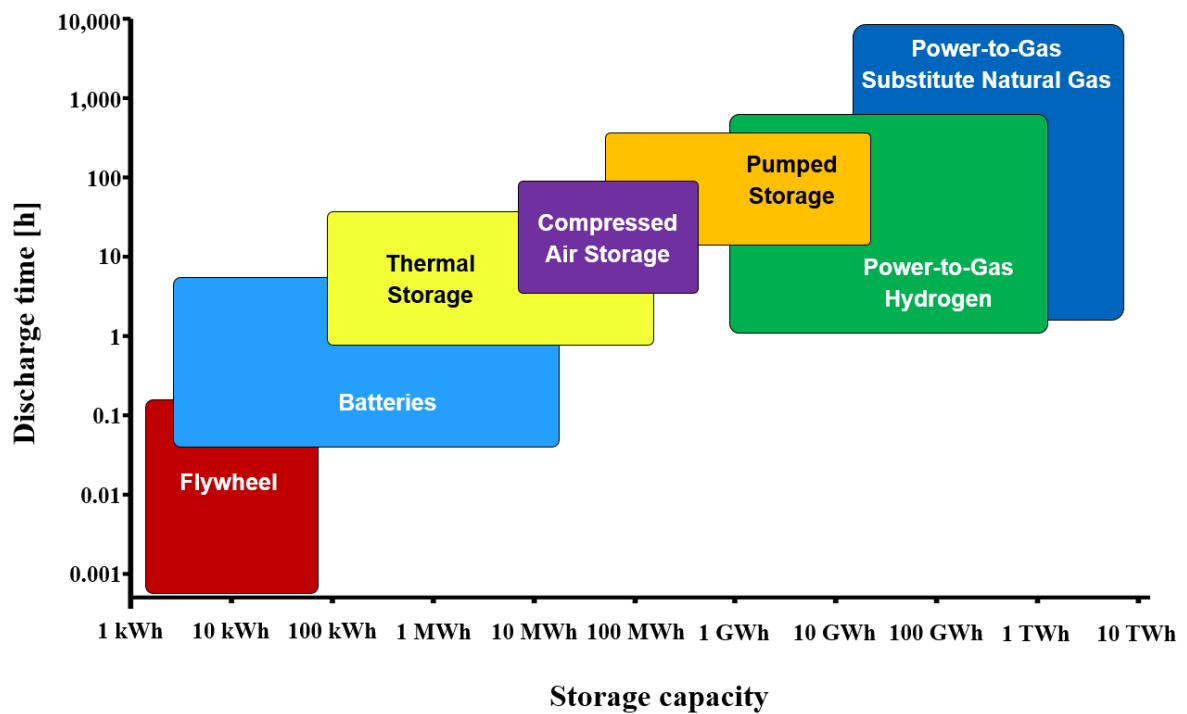 10,000
1,000
100
10
1
0.1
0.01
0.001
Discharge time [h]
Power-to-Gas
Substitute Natural Gas
Pumped
Storage
Compressed
Air Storage
Thermal
Storage
Power-to-Gas
Hydrogen
Batteries
Flywheel
1 kWh 10 kWh 100 kWh 1 MWh 10 MWh 100 MWh 1 GWh 10 GWh 100 GWh 1 TWh 10 TWh
Storage capacity